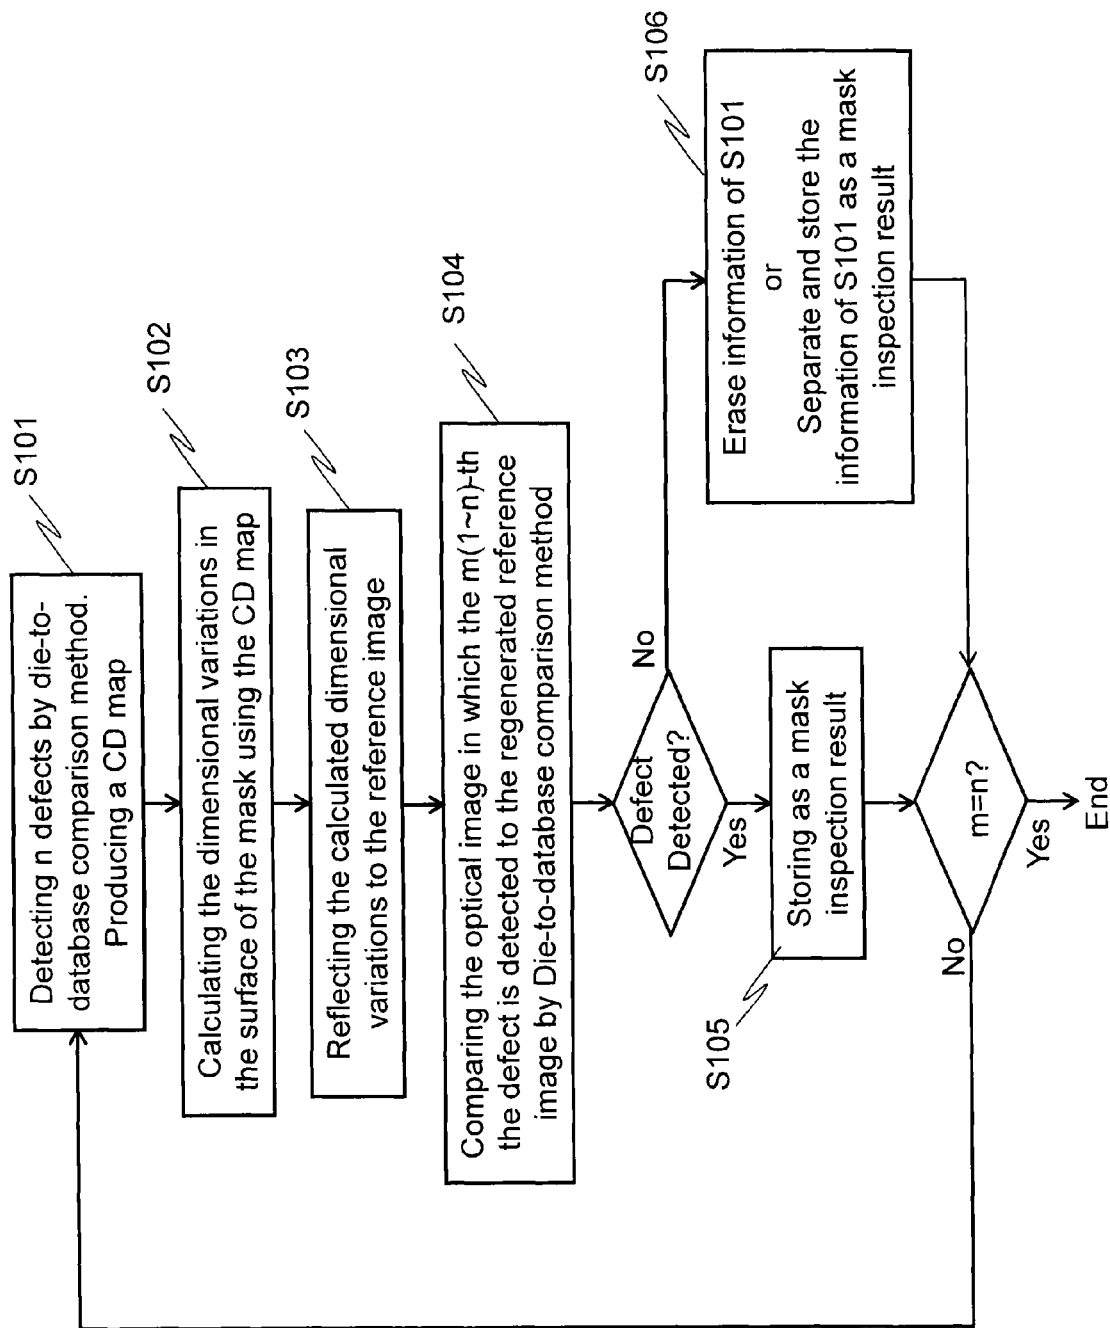 S101
Detecting n defects by die-to-
database comparison method.
Producing a CD map
S102
Calculating the dimensional variations in
the surface of the mask using the CD map
S103
Reflecting the calculated dimensional
variations to the reference image
S104
Comparing the optical image in which the m(1~n)-th
the defect is detected to the regenerated reference
image by Die-to-database comparison method
Defect
Detected?
No
Yes
S106
Erase information of S101
or
Separate and store the
information of S101 as a mask
inspection result
S105
Storing as a mask
inspection result
m=n?
No
Yes
End